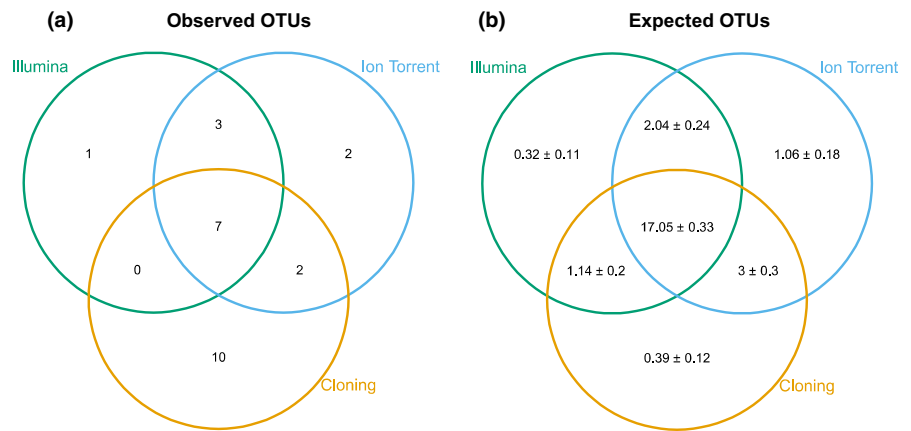 (a) Observed OTUs
Illumina
Ion Torrent
3
1
2
7
0
2
10
Cloning
(b) Expected OTUs
Illumina
Ion Torrent
2.04 ± 0.24
0.32 ± 0.11
1.06 ± 0.18
17.05 ± 0.33
1.14 ± 0.2
3 ± 0.3
0.39 ± 0.12
Cloning